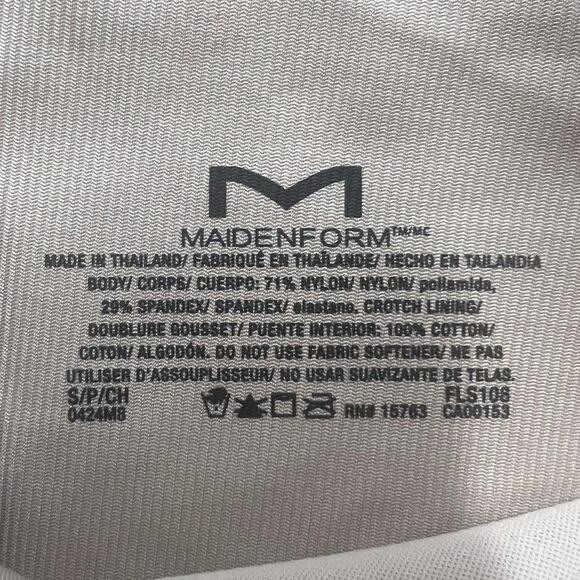 MAIDENFORM™/MC
MADE IN THAILAND/ FABRIQUÉ EN THAÏLANDE/ HECHO EN TAILANDIA
BODY/ CORPS/ CUERPO: 71% NYLON/ NYLON/ poliamida,
29% SPANDEX/ SPANDEX/ elastano. CROTCH LINING/
DOUBLURE GOUSSET/ PUENTE INTERIOR: 100% COTTON/
COTON/ ALGODÓN. DO NOT USE FABRIC SOFTENER/ NE PAS
UTILISER D'ASSOUPLISSEUR/ NO USAR SUAVIZANTE DE TELAS.
S/P/CH FLS108
0424M8 RN# 15763 CA00153